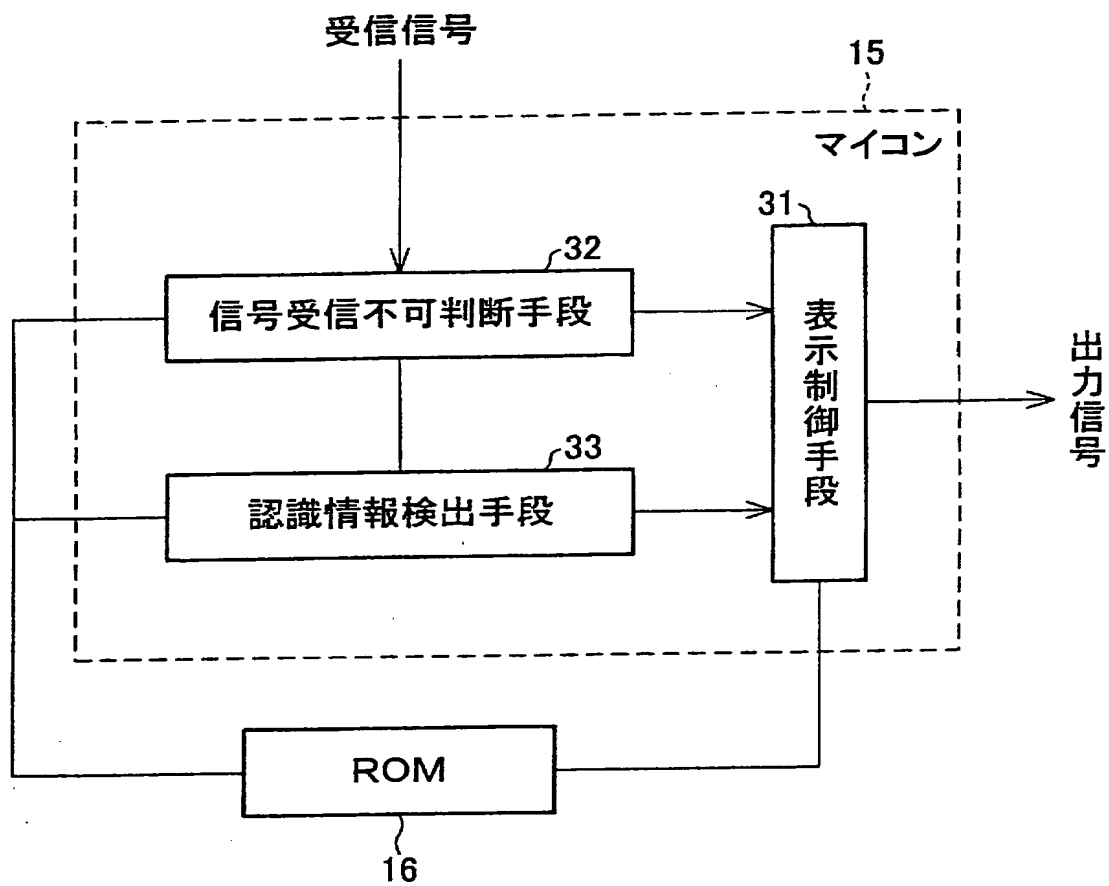 受信信号
15
マイコン
31
32
信号受信不可判断手段
表示制御手段
出力信号
33
認識情報検出手段
ROM
16